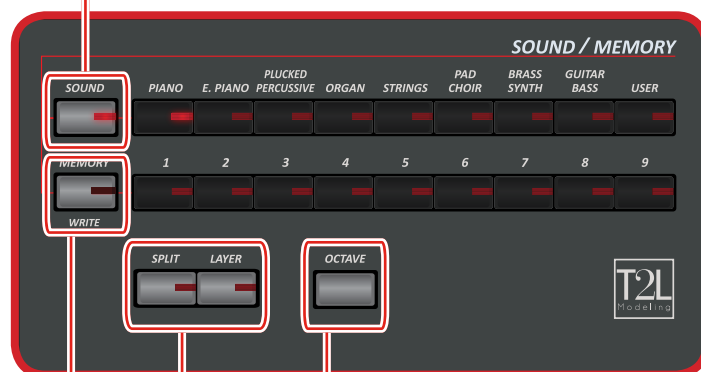 SOUND / MEMORY
SOUND PIANO E. PIANO PLUCKED PERCUSSIVE ORGAN STRINGS PAD CHOIR BRASS SYNTH GUITAR BASS USER
MEMORY 1 2 3 4 5 6 7 8 9
WRITE
SPLIT LAYER OCTAVE
T2L
Modeling